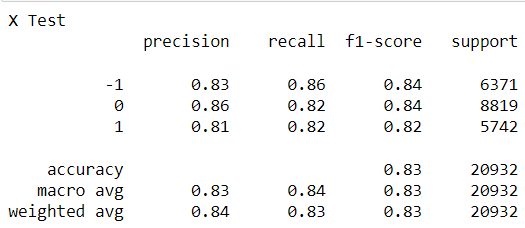 X Test
precision recall f1-score support
-1 0.83 0.86 0.84 6371
0 0.86 0.82 0.84 8819
1 0.81 0.82 0.82 5742
accuracy 0.83 20932
macro avg 0.83 0.84 0.83 20932
weighted avg 0.84 0.83 0.83 20932